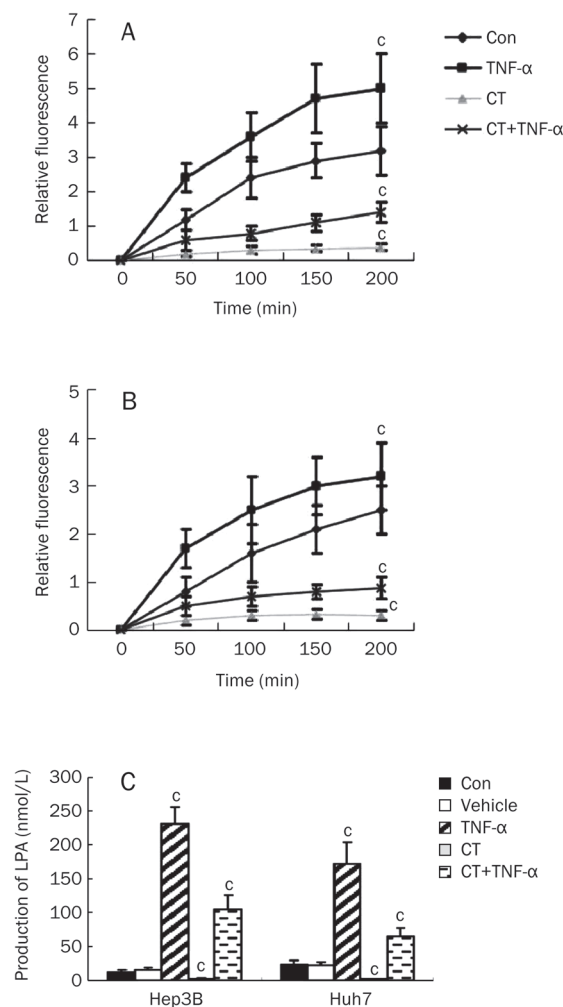 A
Relative fluorescence
7
6
5
4
3
2
1
0
c
c
c
0 50 100 150 200
Time (min)
Con
TNF-α
CT
CT+TNF-α
B
Relative fluorescence
5
4
3
2
1
0
c
c
c
0 50 100 150 200
Time (min)
C
Production of LPA (nmol/L)
300
250
200
150
100
50
0
c
c
c
c
c
c
Hep3B Huh7
Con
Vehicle
TNF-α
CT
CT+TNF-α